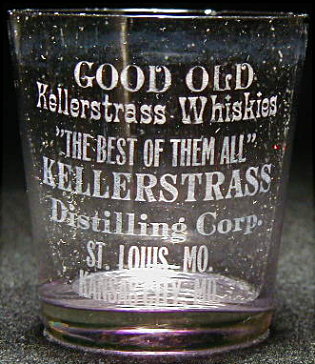 GOOD OLD
Kellerstrass Whiskies
"THE BEST OF THEM ALL"
KELLERSTRASS
Distilling Corp.
ST. LOUIS, MO.
KANSAS CITY, MO.